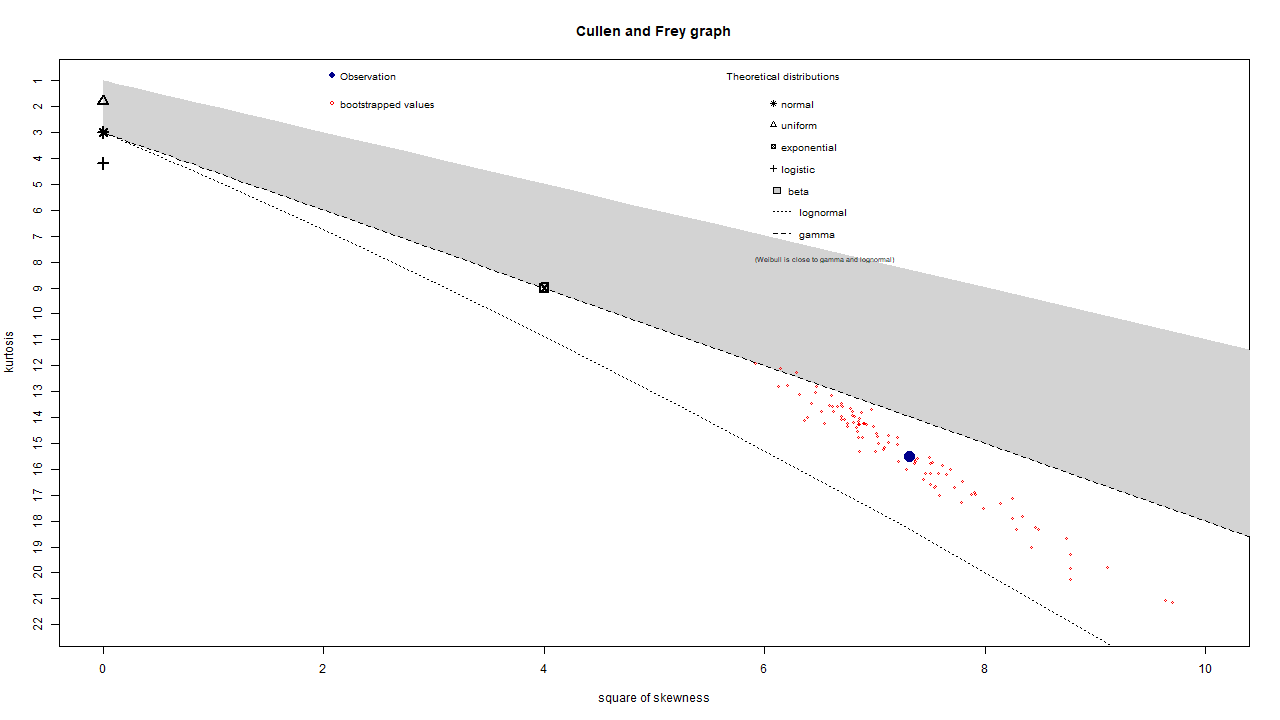 Cullen and Frey graph
Observation
bootstrapped values
Theoretical distributions
normal
uniform
exponential
logistic
beta
lognormal
gamma
(Weibull is close to gamma and lognormal)
kurtosis
1
2
3
4
5
6
7
8
9
10
11
12
13
14
15
16
17
18
19
20
21
22
0 2 4 6 8 10
square of skewness